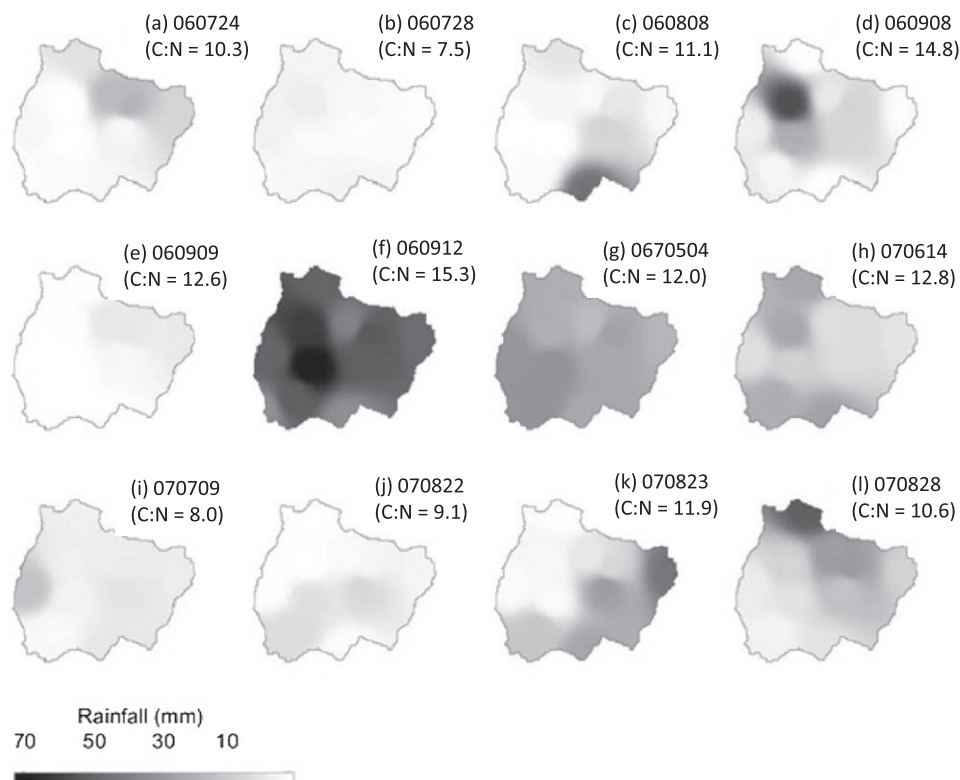 (a) 060724
(C:N = 10.3)
(b) 060728
(C:N = 7.5)
(c) 060808
(C:N = 11.1)
(d) 060908
(C:N = 14.8)
(e) 060909
(C:N = 12.6)
(f) 060912
(C:N = 15.3)
(g) 0670504
(C:N = 12.0)
(h) 070614
(C:N = 12.8)
(i) 070709
(C:N = 8.0)
(j) 070822
(C:N = 9.1)
(k) 070823
(C:N = 11.9)
(l) 070828
(C:N = 10.6)
Rainfall (mm)
70 50 30 10